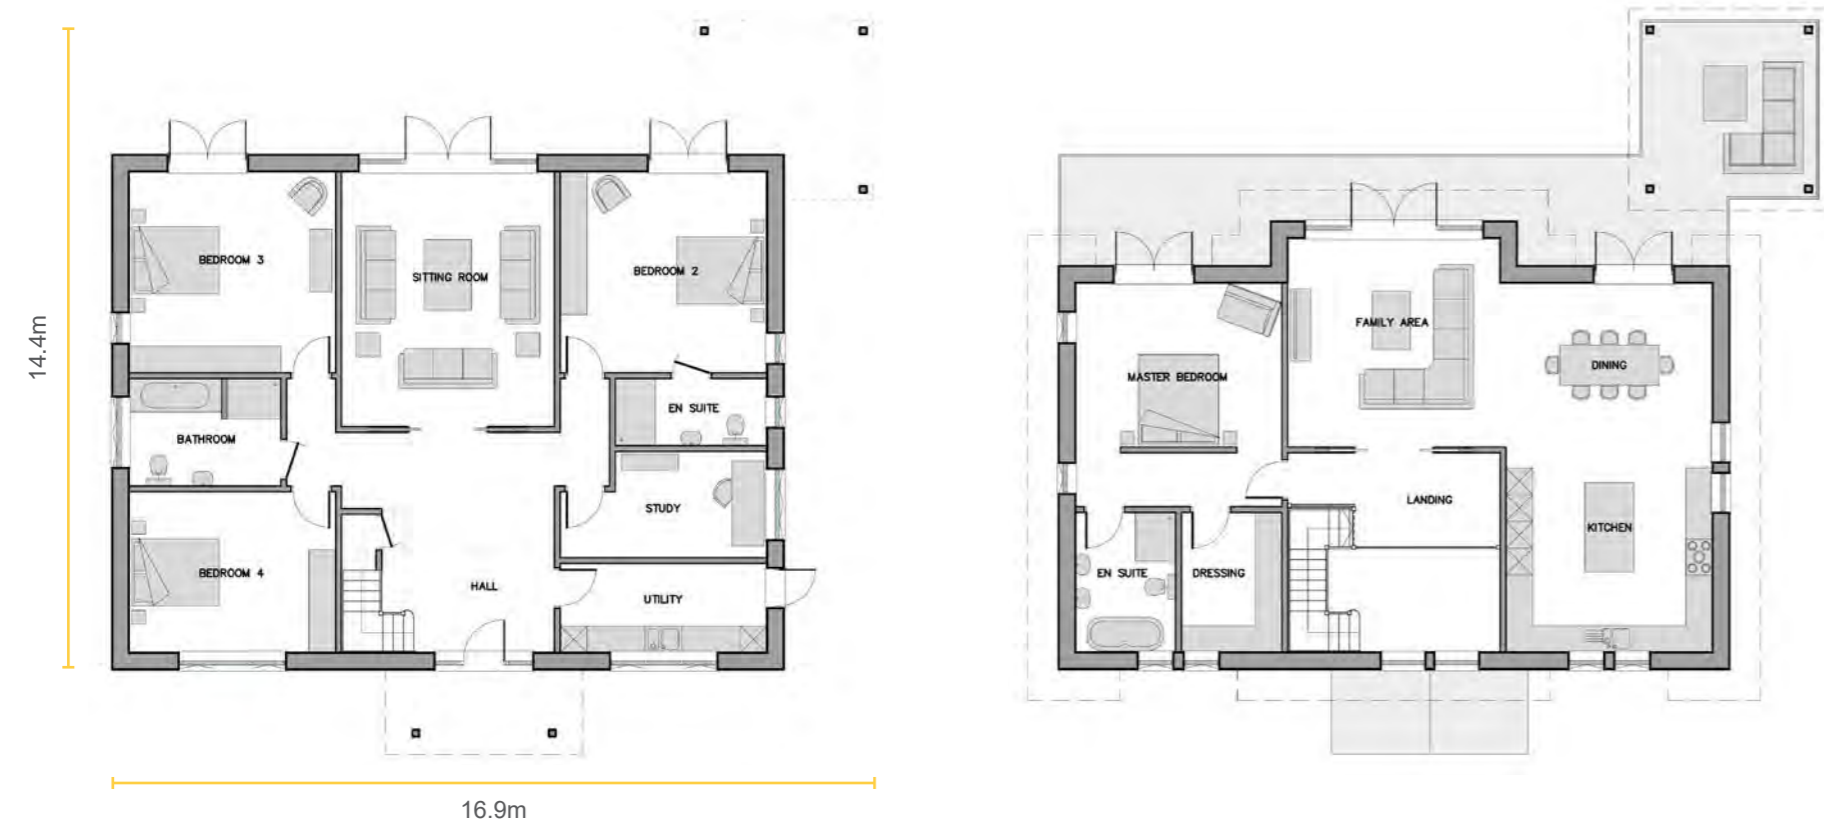 14.4m
BEDROOM 3
SITTING ROOM
BEDROOM 2
BATHROOM
EN SUITE
STUDY
BEDROOM 4
HALL
UTILITY
16.9m
FAMILY AREA
DINING
MASTER BEDROOM
LANDING
KITCHEN
EN SUITE
DRESSING